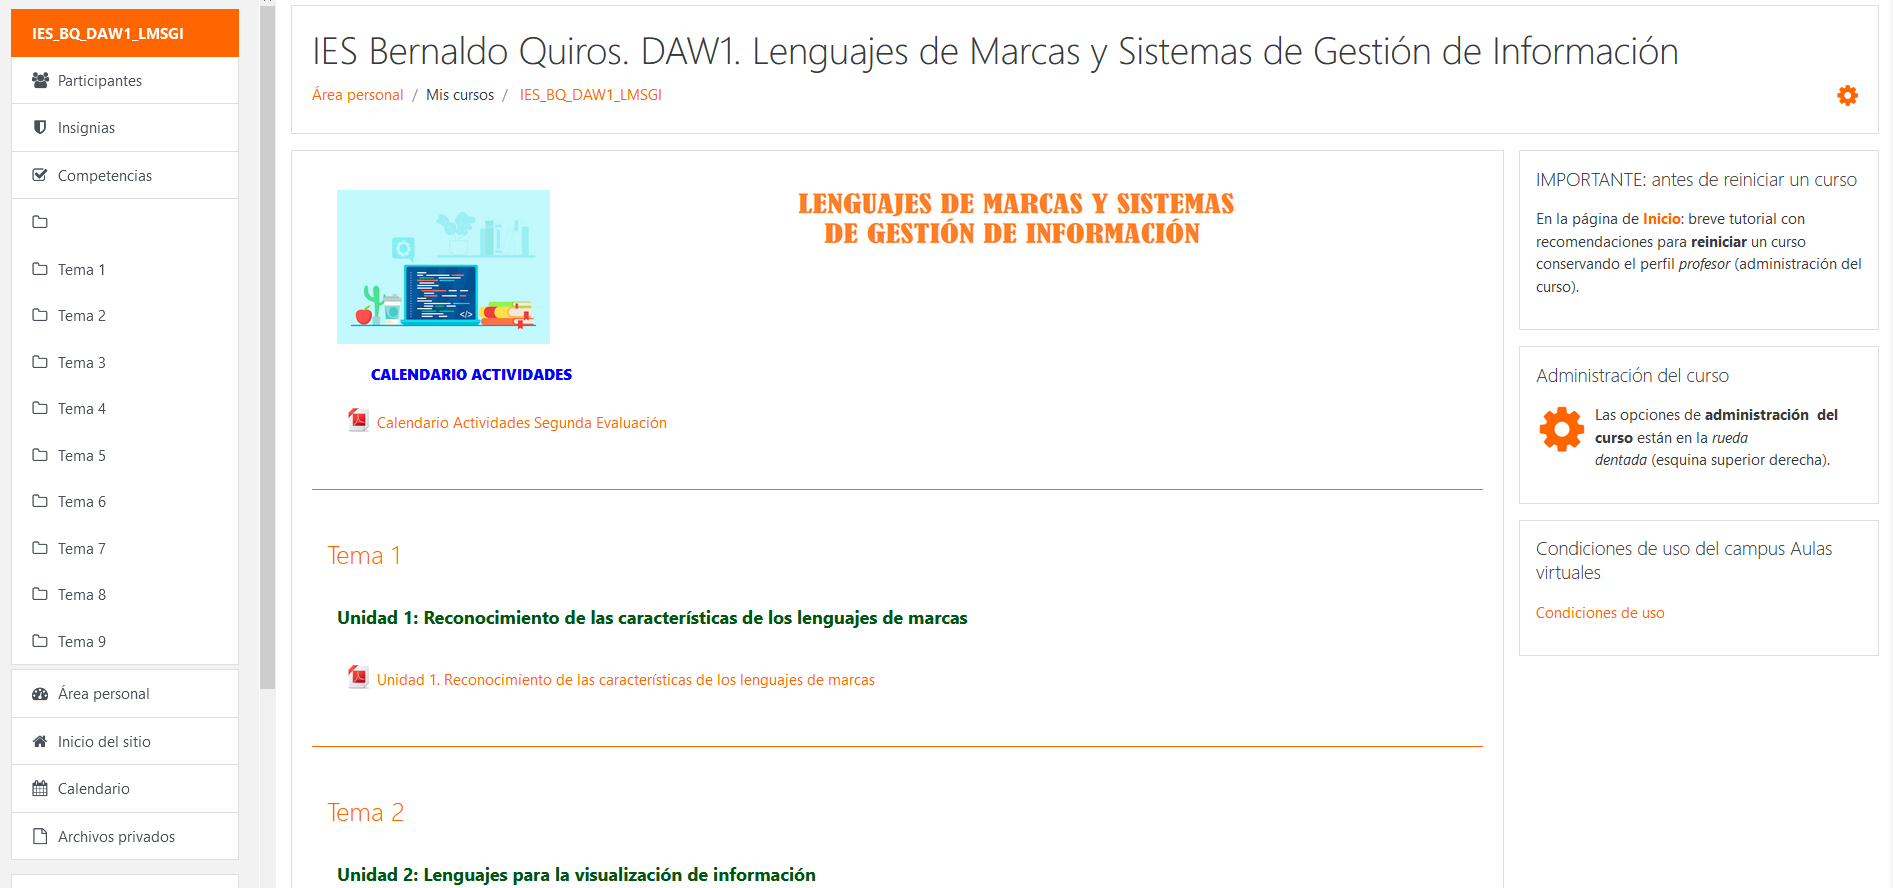 IES_BQ_DAW1_LMSGI
Participantes
Insignias
Competencias
Tema 1
Tema 2
Tema 3
Tema 4
Tema 5
Tema 6
Tema 7
Tema 8
Tema 9
Área personal
Inicio del sitio
Calendario
Archivos privados
IES Bernaldo Quiros. DAW1. Lenguajes de Marcas y Sistemas de Gestión de Información
Área personal / Mis cursos / IES_BQ_DAW1_LMSGI
LENGUAJES DE MARCAS Y SISTEMAS
DE GESTIÓN DE INFORMACIÓN
</>
CALENDARIO ACTIVIDADES
Calendario Actividades Segunda Evaluación
Tema 1
Unidad 1: Reconocimiento de las características de los lenguajes de marcas
Unidad 1. Reconocimiento de las características de los lenguajes de marcas
Tema 2
Unidad 2: Lenguajes para la visualización de información
IMPORTANTE: antes de reiniciar un curso
En la página de Inicio: breve tutorial con
recomendaciones para reiniciar un curso
conservando el perfil profesor (administración del
curso).
Administración del curso
Las opciones de administración del
curso están en la rueda
dentada (esquina superior derecha).
Condiciones de uso del campus Aulas
virtuales
Condiciones de uso